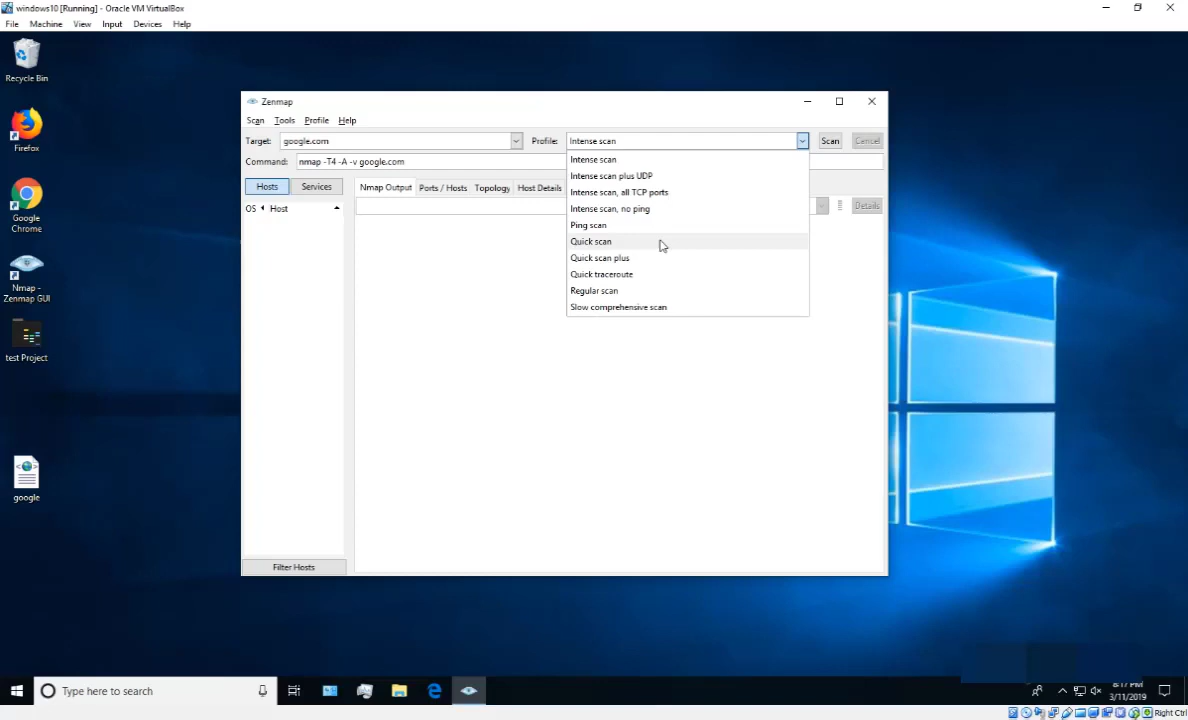 windows10 [Running] - Oracle VM VirtualBox
File Machine View Input Devices Help
Recycle Bin
Firefox
Google
Chrome
Nmap -
Zenmap GUI
test Project
google
Zenmap
Scan Tools Profile Help
Target: google.com Profile: Intense scan Scan Cancel
Command: nmap -T4 -A -v google.com
Hosts Services Nmap Output Ports / Hosts Topology Host Details
OS Host Details
Intense scan
Intense scan plus UDP
Intense scan, all TCP ports
Intense scan, no ping
Ping scan
Quick scan
Quick scan plus
Quick traceroute
Regular scan
Slow comprehensive scan
Filter Hosts
Type here to search
8:17 PM
3/11/2019
Right Ctrl